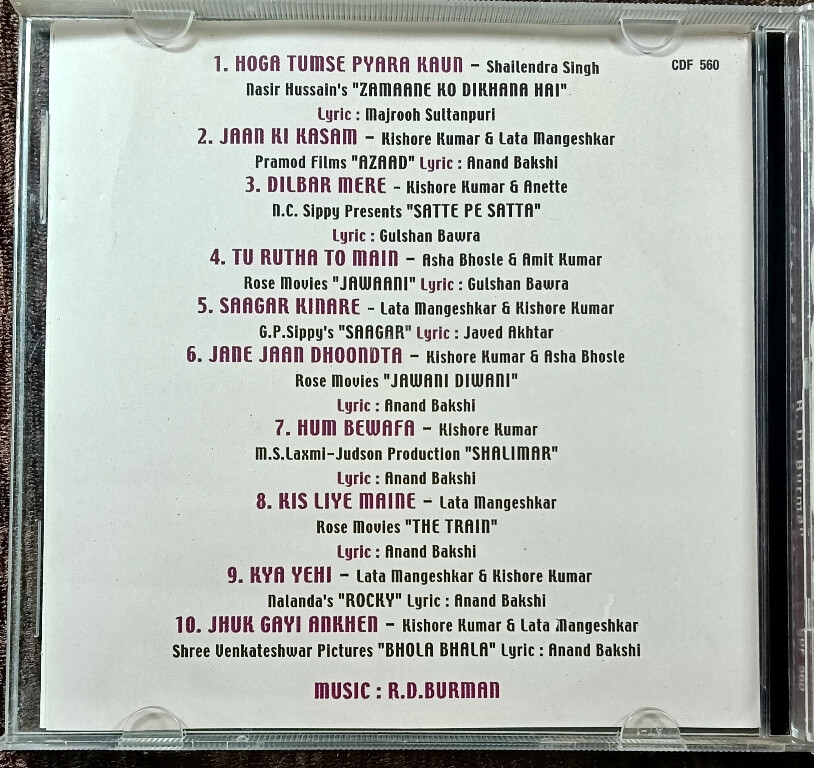 1. HOGA TUMSE PYARA KAUN – Shailendra Singh
CDF 560
Nasir Hussain's "ZAMAANE KO DIKHANA HAI"
Lyric : Majrooh Sultanpuri
2. JAAN KI KASAM – Kishore Kumar & Lata Mangeshkar
Pramod Films "AZAAD" Lyric : Anand Bakshi
3. DILBAR MERE – Kishore Kumar & Anette
N.C. Sippy Presents "SATTE PE SATTA"
Lyric : Gulshan Bawra
4. TU RUTHA TO MAIN – Asha Bhosle & Amit Kumar
Rose Movies "JAWAANI" Lyric : Gulshan Bawra
5. SAAGAR KINARE – Lata Mangeshkar & Kishore Kumar
G.P.Sippy's "SAAGAR" Lyric : Javed Akhtar
6. JANE JAAN DHOONDTA – Kishore Kumar & Asha Bhosle
Rose Movies "JAWANI DIWANI"
Lyric : Anand Bakshi
7. HUM BEWAFA – Kishore Kumar
M.S.Laxmi-Judson Production "SHALIMAR"
Lyric : Anand Bakshi
8. KIS LIYE MAINE – Lata Mangeshkar
Rose Movies "THE TRAIN"
Lyric : Anand Bakshi
9. KYA YEHI – Lata Mangeshkar & Kishore Kumar
Nalanda's "ROCKY" Lyric : Anand Bakshi
10. JHUK GAYI ANKHEN – Kishore Kumar & Lata Mangeshkar
Shree Venkateshwar Pictures "BHOLA BHALA" Lyric : Anand Bakshi
MUSIC : R.D.BURMAN
R. D. Burman